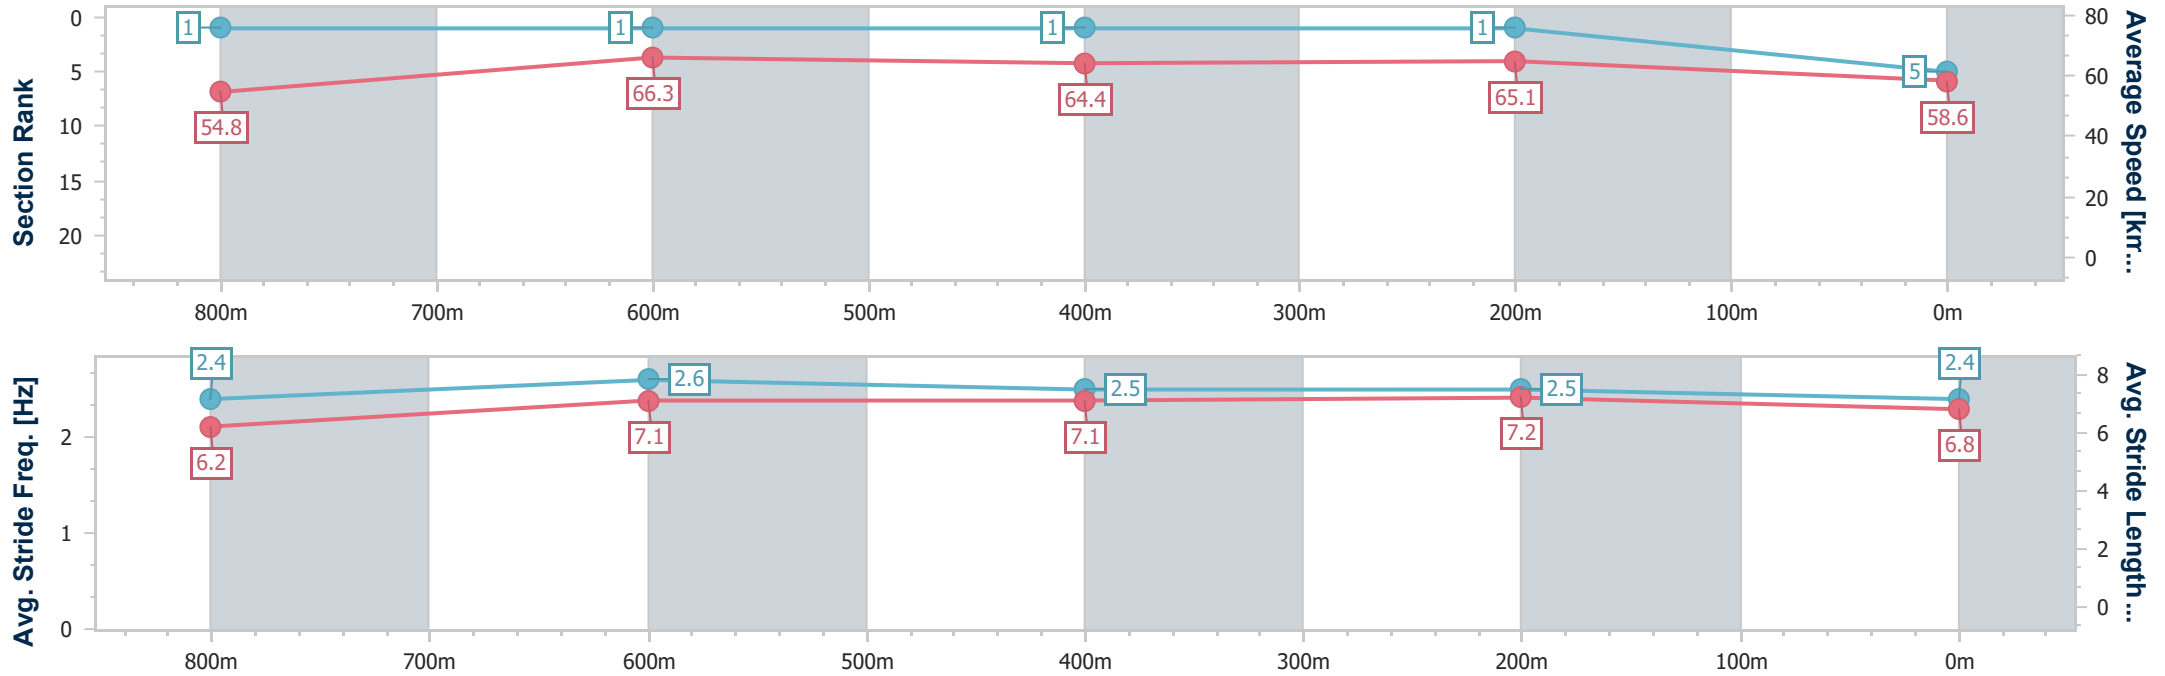 Section Rank
0
5
10
15
20
1
1
1
1
5
54.8
66.3
64.4
65.1
58.6
80
60
40
20
0
Average Speed [km...
800m
700m
600m
500m
400m
300m
200m
100m
0m
Avg. Stride Freq. [Hz]
2
1
0
2.4
2.6
2.5
2.5
2.4
6.2
7.1
7.1
7.2
6.8
8
6
4
2
0
Avg. Stride Length ...
800m
700m
600m
500m
400m
300m
200m
100m
0m